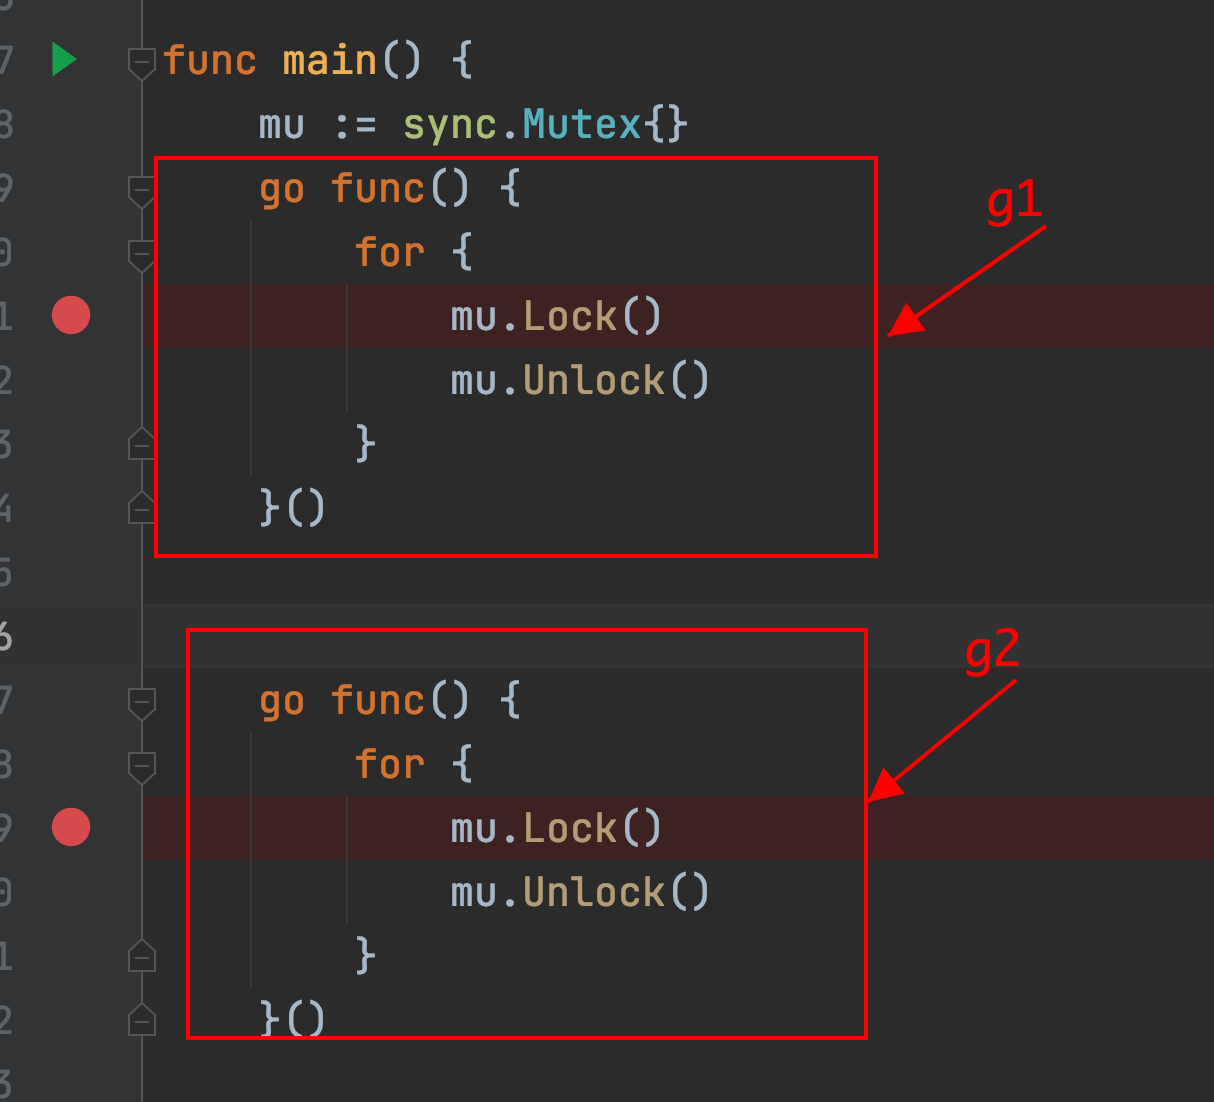 7 func main() {
8 mu := sync.Mutex{}
9 go func() {
g1
0 for {
1 mu.Lock()
2 mu.Unlock()
3 }
4 }()
5
6
g2
7 go func() {
8 for {
9 mu.Lock()
0 mu.Unlock()
1 }
2 }()
3